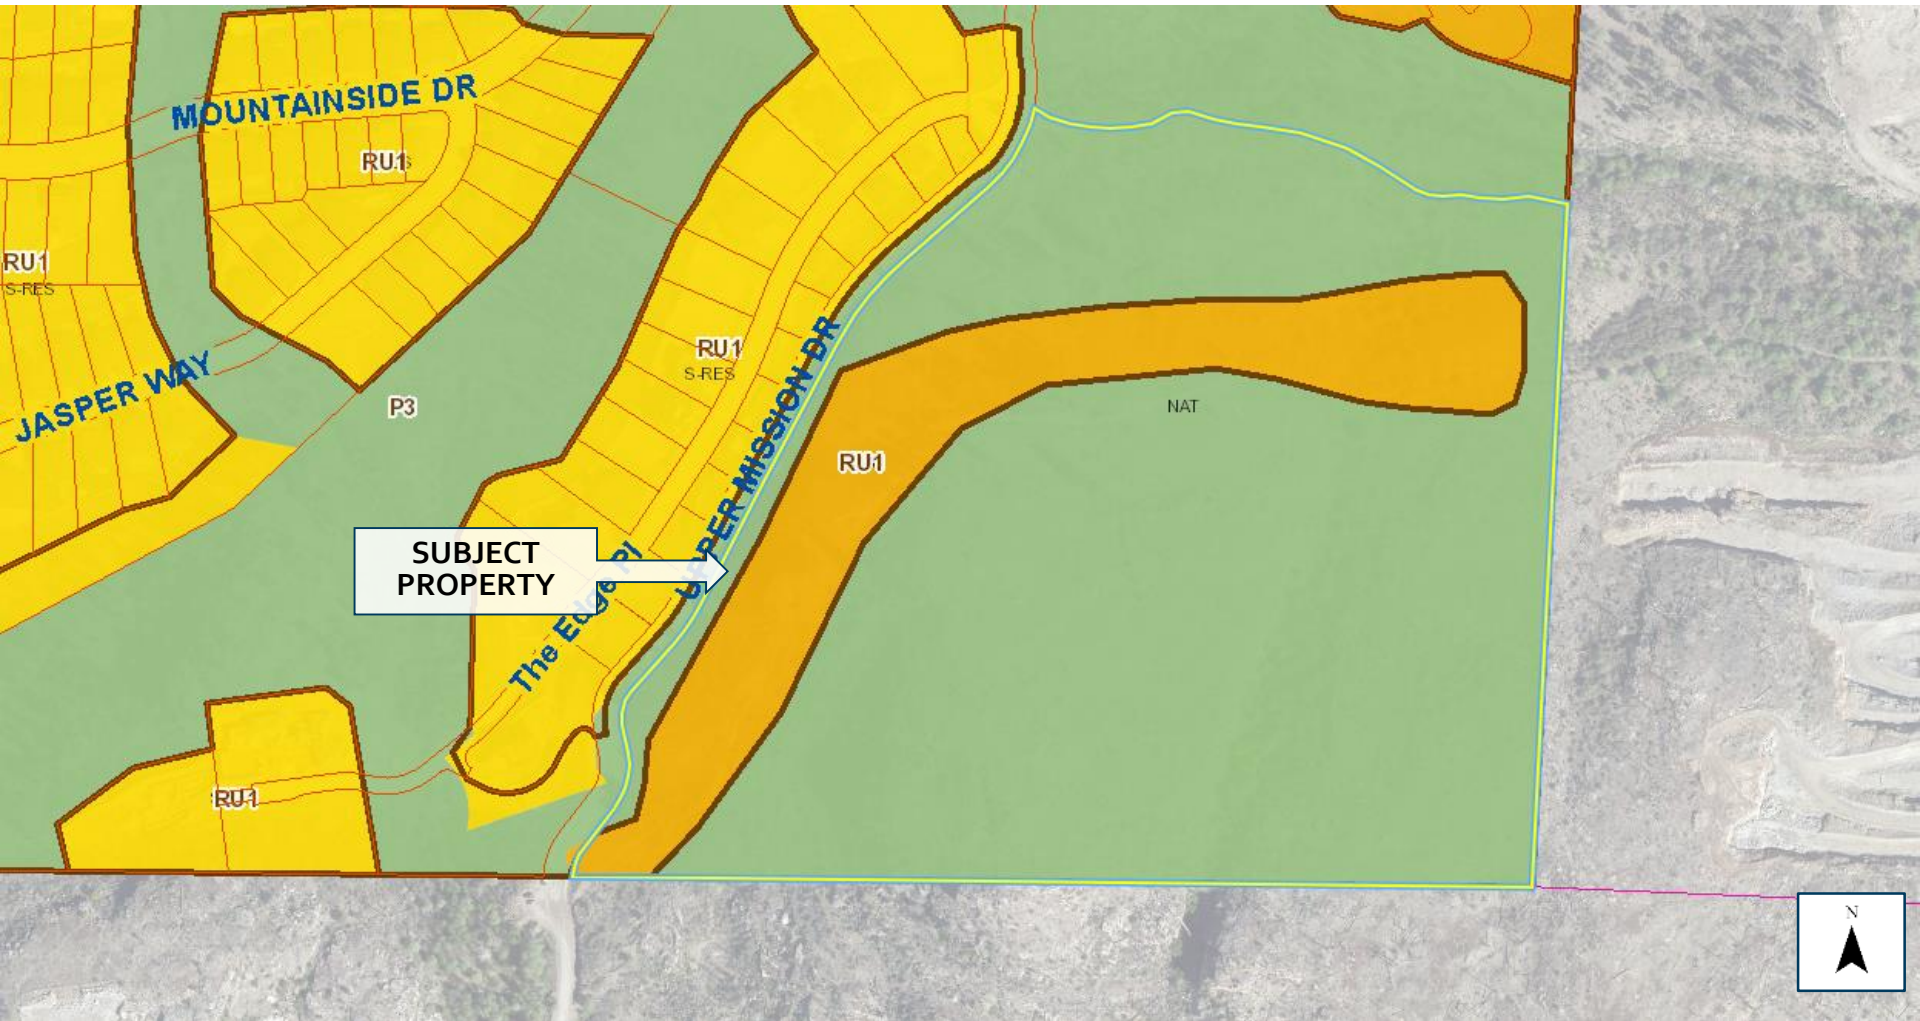 MOUNTAINSIDE DR
RU1
RU1
S-RES
JASPER WAY
P3
RU1
S-RES
UPPER MISSION DR
NAT
RU1
SUBJECT
PROPERTY
The Edge Pl
RU1
N